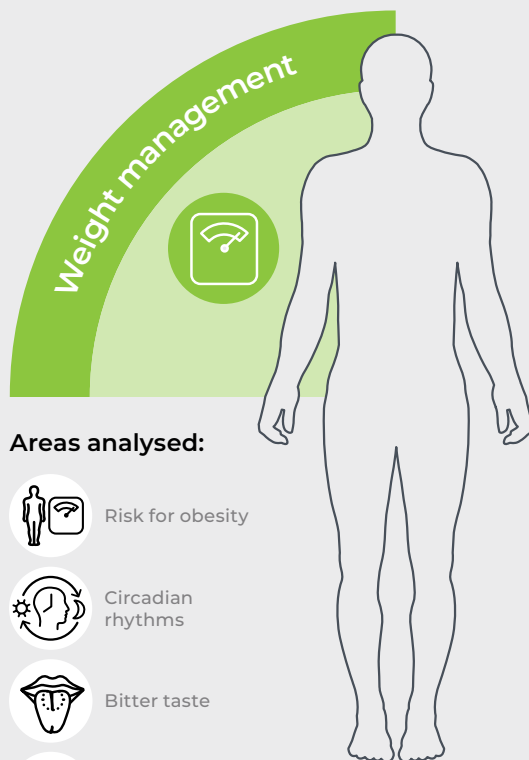 Weight management
Areas analysed:
Risk for obesity
Circadian
rhythms
Bitter taste